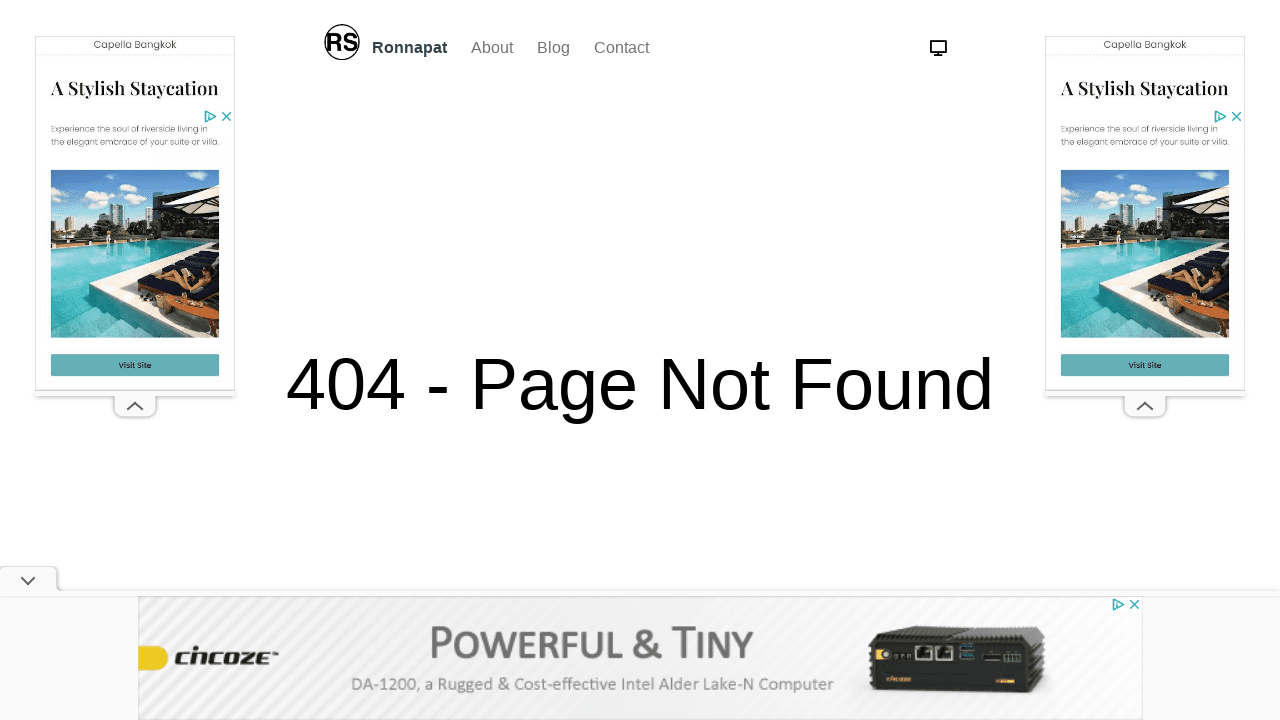 RS
Ronnapat About Blog Contact
Capella Bangkok
A Stylish Staycation
Experience the soul of riverside living in
the elegant embrace of your suite or villa.
Visit Site
Capella Bangkok
A Stylish Staycation
Experience the soul of riverside living in
the elegant embrace of your suite or villa.
Visit Site
404 - Page Not Found
cincoze™
POWERFUL & TINY
DA-1200, a Rugged & Cost-effective Intel Alder Lake-N Computer